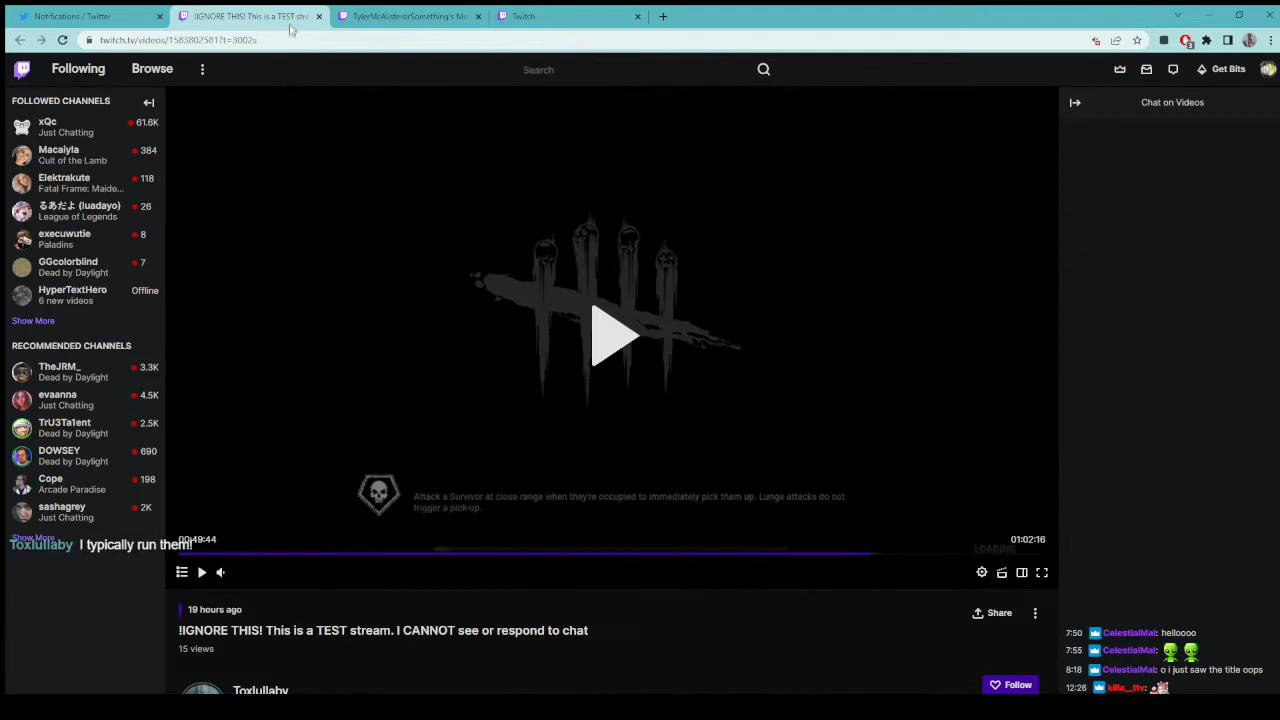 Notifications / Twitter
!IGNORE THIS! This is a TEST stre
TylerMcAlisterorSomething's M
Twitch
twitch.tv/videos/1583802581?t=3002s
Following
Browse
Search
Get Bits
FOLLOWED CHANNELS
xQc
61.6K
Just Chatting
Macaiyla
384
Cult of the Lamb
Elektrakute
118
Fatal Frame: Maide...
るあだよ (luadayo)
26
League of Legends
execuwutie
8
Paladins
GGcolorblind
7
Dead by Daylight
HyperTextHero
Offline
6 new videos
Show More
RECOMMENDED CHANNELS
TheJRM_
3.3K
Dead by Daylight
evaanna
4.5K
Just Chatting
TrU3Ta1ent
2.5K
Dead by Daylight
DOWSEY
690
Dead by Daylight
Cope
198
Arcade Paradise
sashagrey
2K
Just Chatting
Show More
Toxlullaby I typically run them!
Attack a Survivor at close range when they're occupied to immediately pick them up. Lunge attacks do not
trigger a pick-up.
00:49:44
01:02:16
LOADING
19 hours ago
Share
!IGNORE THIS! This is a TEST stream. I CANNOT see or respond to chat
15 views
Toxlullaby
Follow
Chat on Videos
7:50 CelestialMal: helloooo
7:55 CelestialMal:
8:18 CelestialMal: o i just saw the title oops
12:26 killa__ttv: